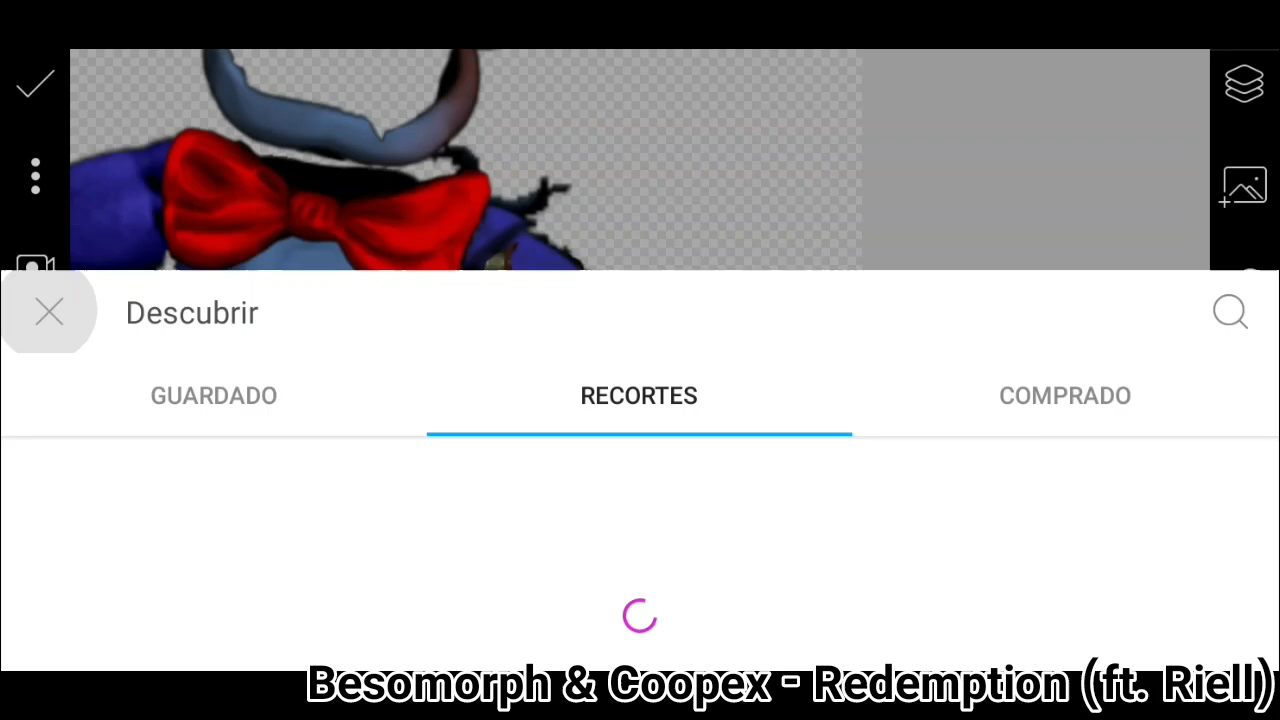 Descubrir
GUARDADO
RECORTES
COMPRADO
Besomorph & Coopex - Redemption (ft. Riell)